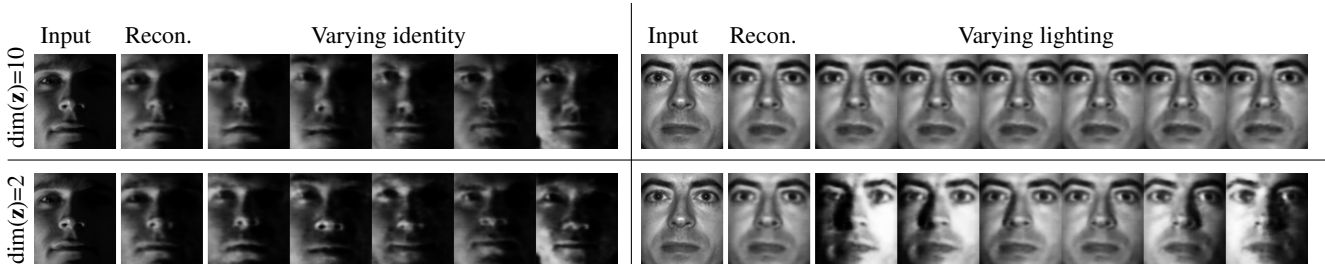 Input Recon. Varying identity Input Recon. Varying lighting
dim(z)=10
dim(z)=2